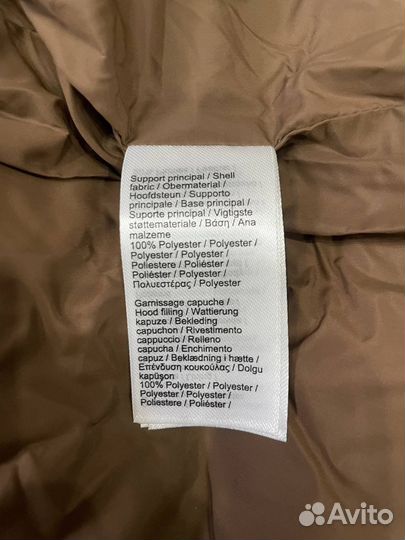 Support principal / Shell
fabric / Obermaterial /
Hoofdsteun / Supporto
principale / Base principal /
Suporte principal / Vigtigste
støttemateriale / Βάση / Ana
malzeme
100% Polyester / Polyester /
Polyester / Polyester /
Poliestere / Poliéster /
Poliéster / Polyester /
Πολυεστέρας / Polyester
Garnissage capuche /
Hood filling / Wattierung
kapuze / Bekleding
capuchon / Rivestimento
cappuccio / Relleno
capucha / Enchimento
capuz / Beklædning i hætte /
Επένδυση κουκούλας / Dolgu
kapüşon
100% Polyester / Polyester /
Polyester / Polyester /
Poliestere / Poliéster /
Avito